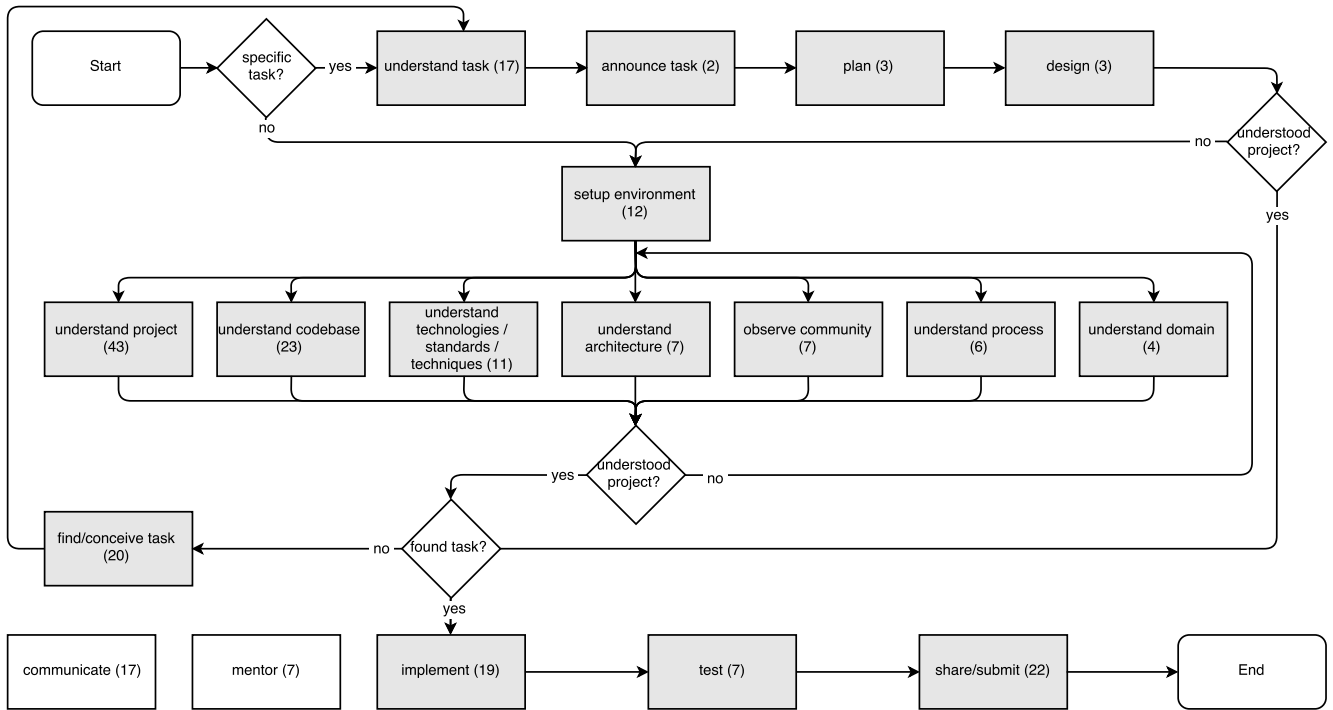 Start
specific
task?
yes
understand task (17)
announce task (2)
plan (3)
design (3)
no
no
understood
project?
setup environment
(12)
yes
understand project
(43)
understand codebase
(23)
understand
technologies /
standards /
techniques (11)
understand
architecture (7)
observe community
(7)
understand process
(6)
understand domain
(4)
yes
understood
project?
no
find/conceive task
(20)
no
found task?
yes
communicate (17)
mentor (7)
implement (19)
test (7)
share/submit (22)
End